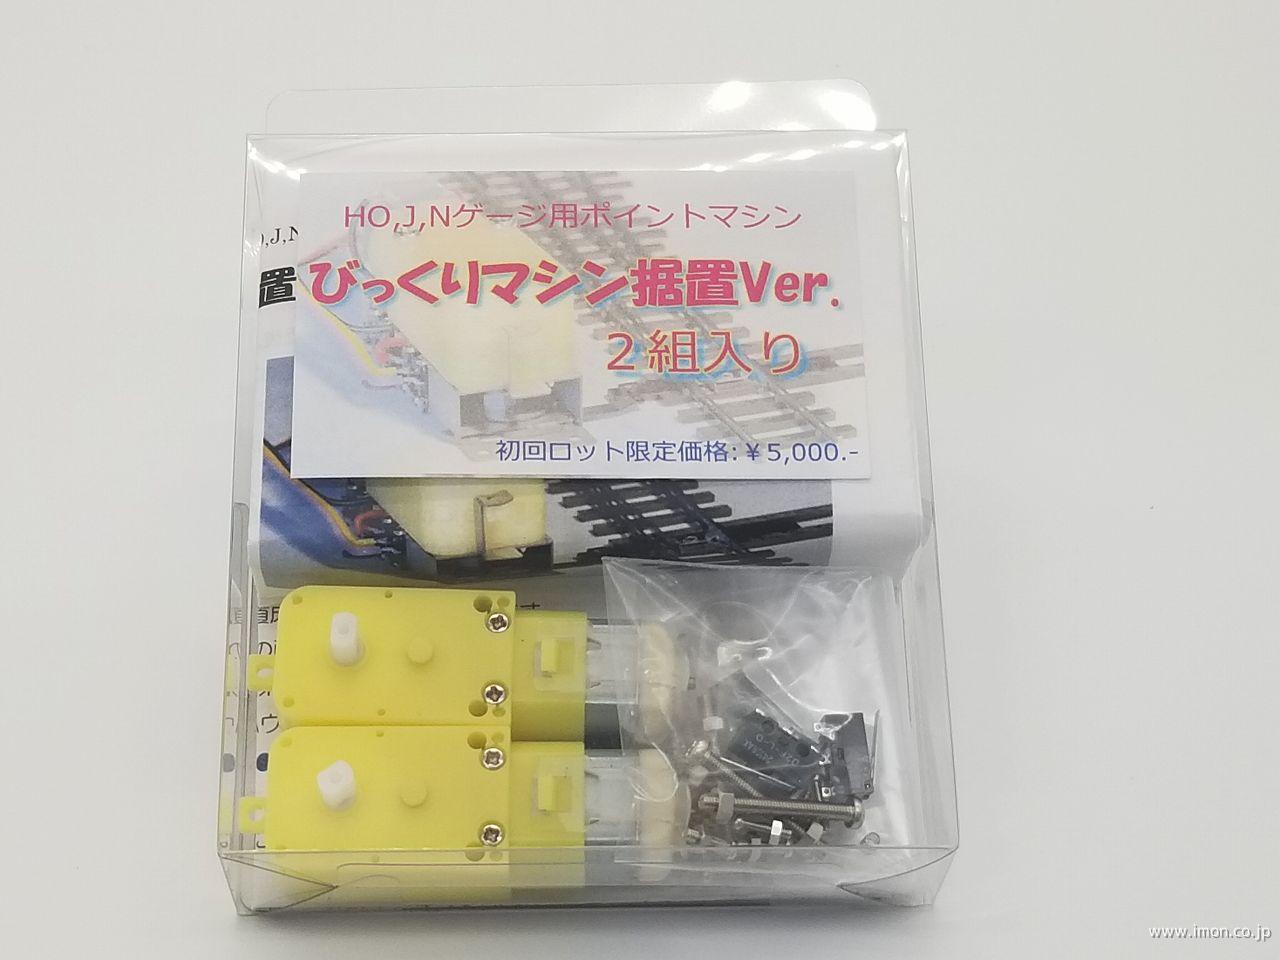 HO,J,Nゲージ用ポイントマシン
びっくりマシン据置Ver.
2組入り
初回ロット限定価格:¥5,000.-
,J,N
置
www.imon.co.jp